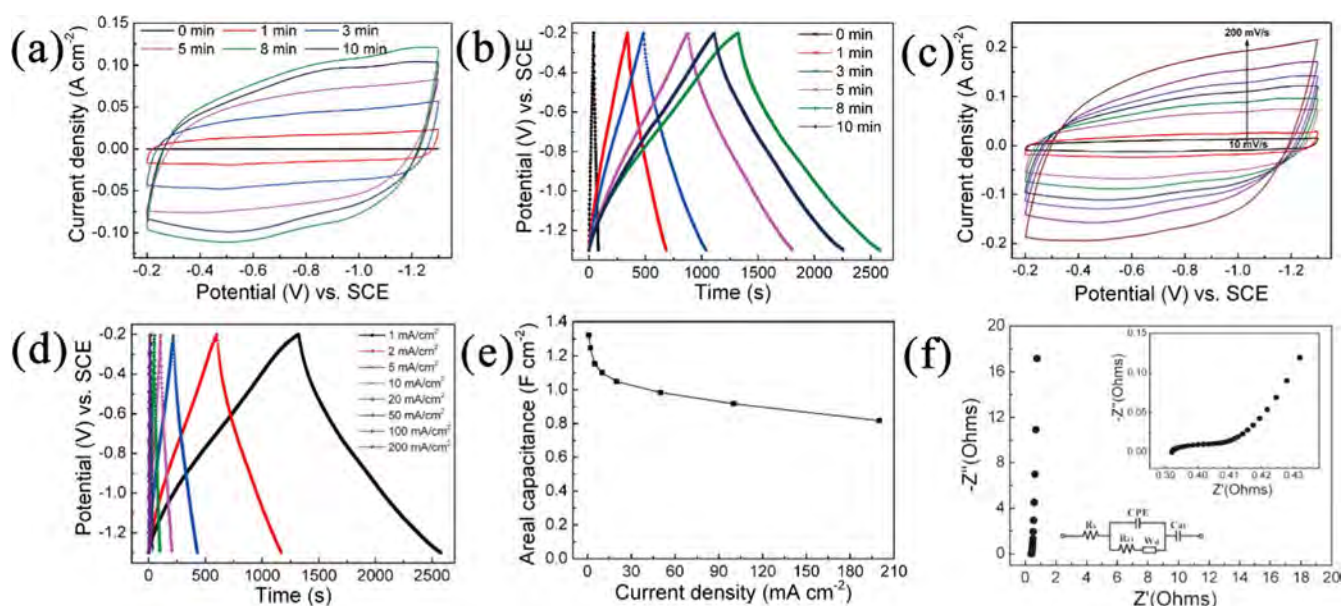 (a)
0 min 1 min 3 min
5 min 8 min 10 min
0.15
0.10
0.05
0.00
-0.05
-0.10
Current density (A cm⁻²)
-0.2 -0.4 -0.6 -0.8 -1.0 -1.2
Potential (V) vs. SCE
(b)
0 min
1 min
3 min
5 min
8 min
10 min
-0.2
-0.4
-0.6
-0.8
-1.0
-1.2
Potential (V) vs. SCE
0 500 1000 1500 2000 2500
Time (s)
(c)
200 mV/s
10 mV/s
0.2
0.1
0.0
-0.1
-0.2
Current density (A cm⁻²)
-0.2 -0.4 -0.6 -0.8 -1.0 -1.2
Potential (V) vs. SCE
(d)
1 mA/cm²
2 mA/cm²
5 mA/cm²
10 mA/cm²
20 mA/cm²
50 mA/cm²
100 mA/cm²
200 mA/cm²
-0.2
-0.4
-0.6
-0.8
-1.0
-1.2
Potential (V) vs. SCE
0 500 1000 1500 2000 2500
Time (s)
(e)
1.4
1.2
1.0
0.8
0.6
0.4
0.2
0.0
Areal capacitance (F cm⁻²)
0 30 60 90 120 150 180 210
Current density (mA cm⁻²)
(f)
20
18
16
14
12
10
8
6
4
2
0
-Z''(Ohms)
0 2 4 6 8 10 12 14 16 18 20
Z'(Ohms)
0.15
0.10
0.05
0.00
-Z''(Ohms)
0.40 0.41 0.42 0.43
Z'(Ohms)
CPE